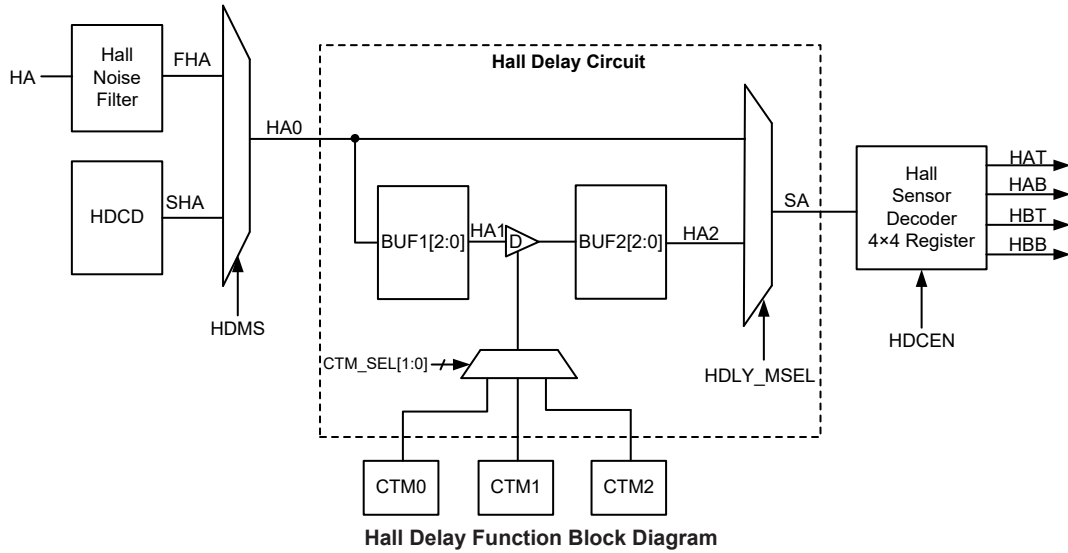 HA
Hall
Noise
Filter
FHA
HDCD
SHA
HDMS
HA0
Hall Delay Circuit
BUF1[2:0]
HA1
D
BUF2[2:0]
HA2
CTM_SEL[1:0]
HDLY_MSEL
SA
Hall
Sensor
Decoder
4×4 Register
HAT
HAB
HBT
HBB
HDCEN
CTM0
CTM1
CTM2
Hall Delay Function Block Diagram